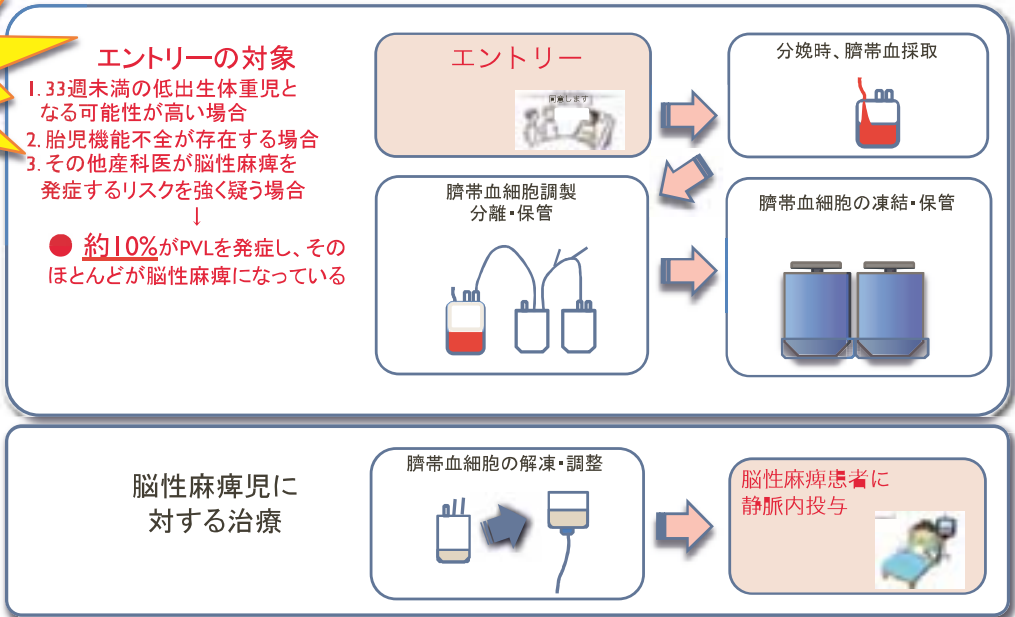 エントリーの対象
1. 33週未満の低出生体重児と
なる可能性が高い場合
2. 胎児機能不全が存在する場合
3. その他産科医が脳性麻痺を
発症するリスクを強く疑う場合
↓
● 約10%がPVLを発症し、その
ほとんどが脳性麻痺になっている
エントリー
同意します
分娩時、臍帯血採取
臍帯血細胞調製
分離・保管
臍帯血細胞の凍結・保管
脳性麻痺児に
対する治療
臍帯血細胞の解凍・調整
脳性麻痺患者に
静脈内投与